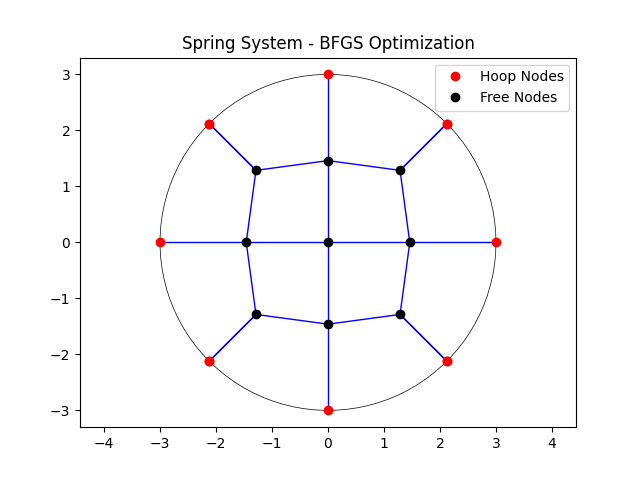 Spring System - BFGS Optimization
Hoop Nodes
Free Nodes
3
2
1
0
−1
−2
−3
−4 −3 −2 −1 0 1 2 3 4